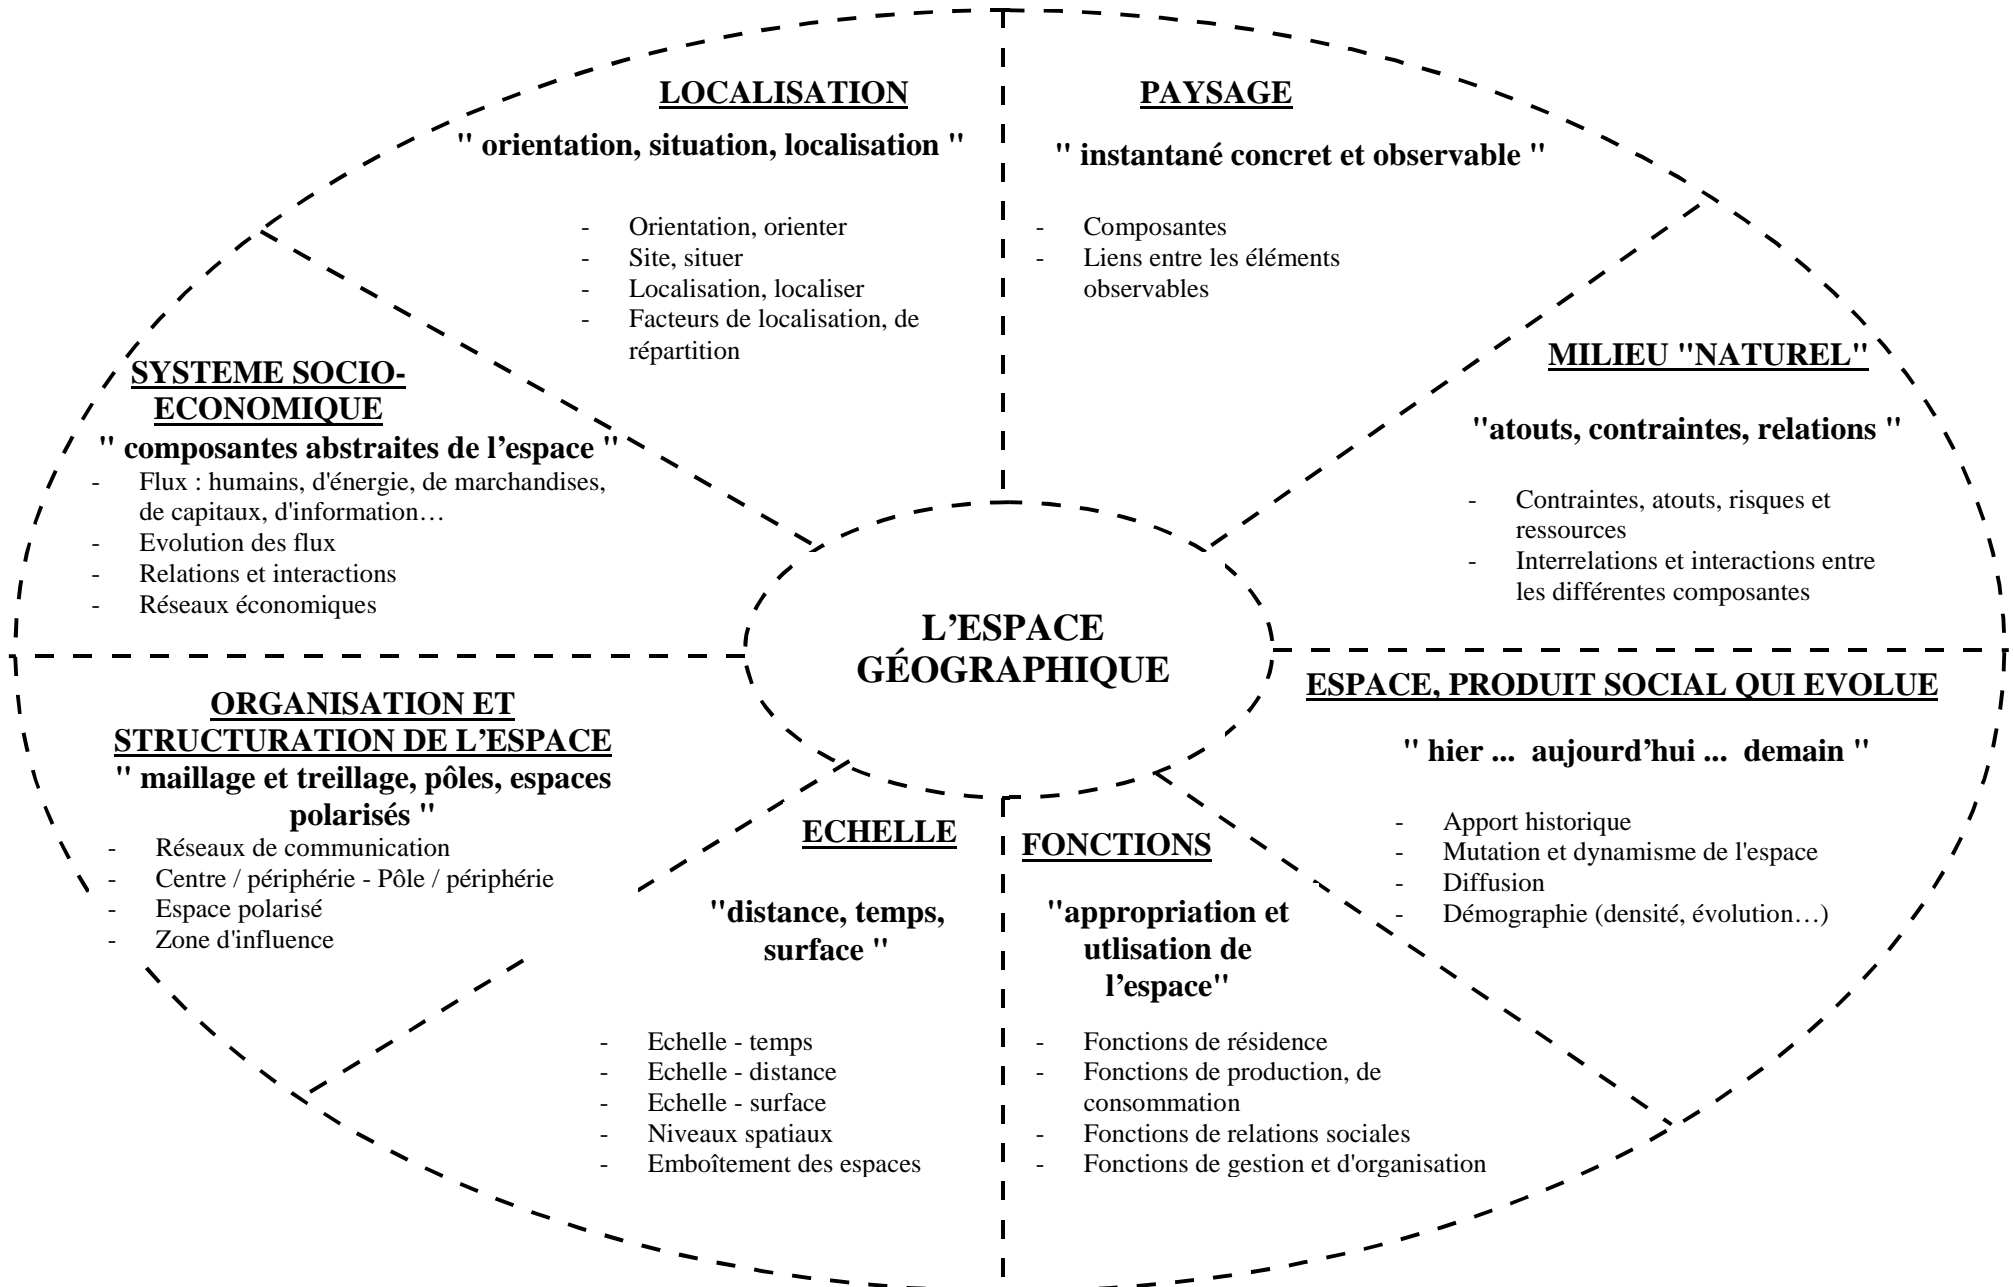 LOCALISATION
" orientation, situation, localisation "
- Orientation, orienter
- Site, situer
- Localisation, localiser
- Facteurs de localisation, de
répartition
PAYSAGE
" instantané concret et observable "
- Composantes
- Liens entre les éléments
observables
SYSTEME SOCIO-
ECONOMIQUE
" composantes abstraites de l'espace "
- Flux : humains, d'énergie, de marchandises,
de capitaux, d'information…
- Evolution des flux
- Relations et interactions
- Réseaux économiques
MILIEU "NATUREL"
"atouts, contraintes, relations "
- Contraintes, atouts, risques et
ressources
- Interrelations et interactions entre
les différentes composantes
L'ESPACE
GÉOGRAPHIQUE
ORGANISATION ET
STRUCTURATION DE L'ESPACE
" maillage et treillage, pôles, espaces
polarisés "
- Réseaux de communication
- Centre / périphérie - Pôle / périphérie
- Espace polarisé
- Zone d'influence
ESPACE, PRODUIT SOCIAL QUI EVOLUE
" hier ... aujourd'hui ... demain "
- Apport historique
- Mutation et dynamisme de l'espace
- Diffusion
- Démographie (densité, évolution…)
ECHELLE
"distance, temps,
surface "
- Echelle - temps
- Echelle - distance
- Echelle - surface
- Niveaux spatiaux
- Emboîtement des espaces
FONCTIONS
"appropriation et
utlisation de
l'espace"
- Fonctions de résidence
- Fonctions de production, de
consommation
- Fonctions de relations sociales
- Fonctions de gestion et d'organisation